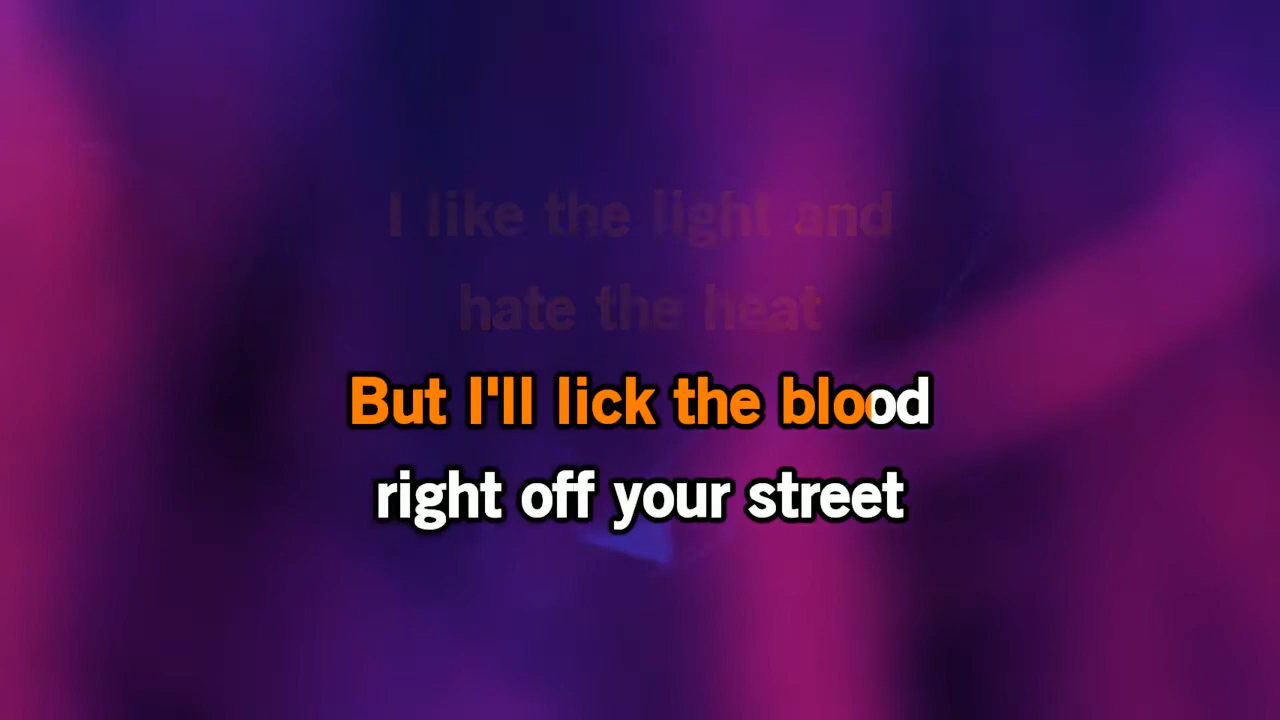 I like the light and
hate the heat
But I'll lick the blood
right off your street